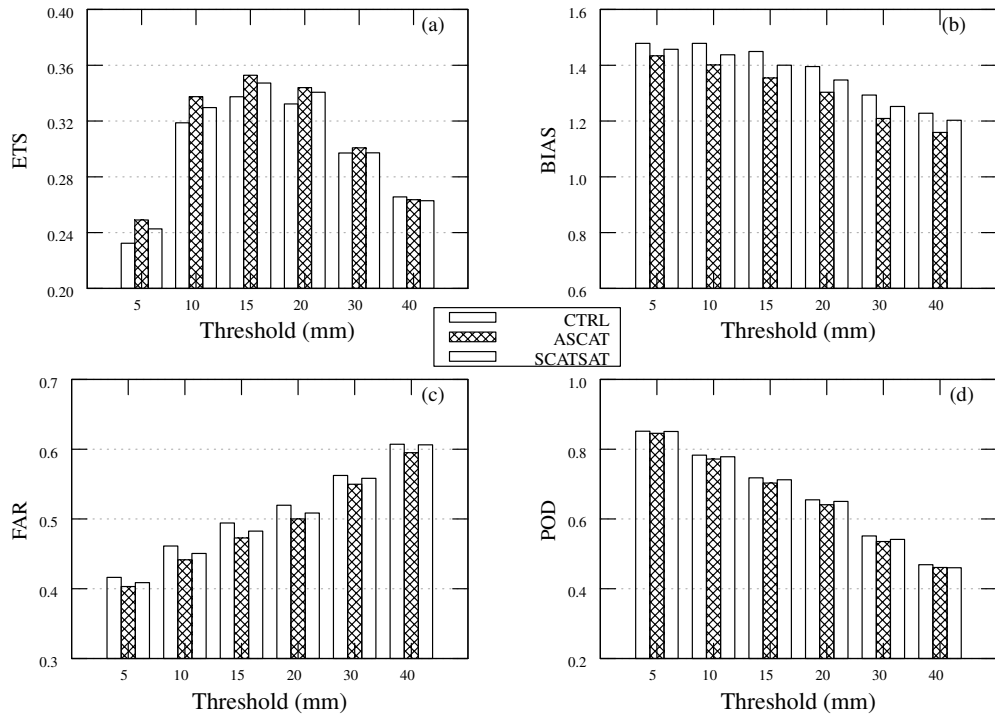 (a)
ETS
0.40
0.36
0.32
0.28
0.24
0.20
5 10 15 20 30 40
Threshold (mm)
(b)
BIAS
1.6
1.4
1.2
1.0
0.8
0.6
5 10 15 20 30 40
Threshold (mm)
CTRL
ASCAT
SCATSAT
(c)
FAR
0.7
0.6
0.5
0.4
0.3
5 10 15 20 30 40
Threshold (mm)
(d)
POD
1.0
0.8
0.6
0.4
0.2
5 10 15 20 30 40
Threshold (mm)